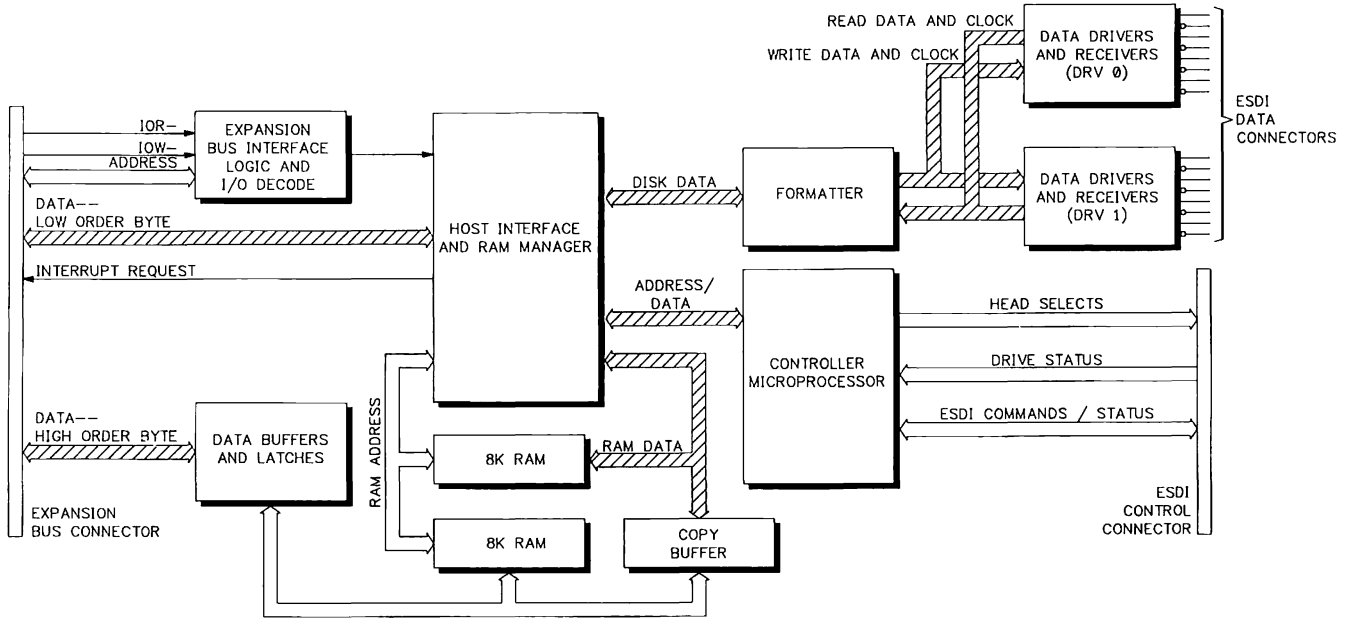 READ DATA AND CLOCK
WRITE DATA AND CLOCK
DATA DRIVERS
AND RECEIVERS
(DRV 0)
ESDI
DATA
CONNECTORS
IOR-
IOW-
ADDRESS
EXPANSION
BUS INTERFACE
LOGIC AND
I/O DECODE
DATA--
LOW ORDER BYTE
INTERRUPT REQUEST
HOST INTERFACE
AND RAM MANAGER
DISK DATA
FORMATTER
DATA DRIVERS
AND RECEIVERS
(DRV 1)
ADDRESS/
DATA
CONTROLLER
MICROPROCESSOR
HEAD SELECTS
DRIVE STATUS
ESDI COMMANDS / STATUS
DATA--
HIGH ORDER BYTE
DATA BUFFERS
AND LATCHES
RAM ADDRESS
8K RAM
RAM DATA
8K RAM
COPY
BUFFER
EXPANSION
BUS CONNECTOR
ESDI
CONTROL
CONNECTOR